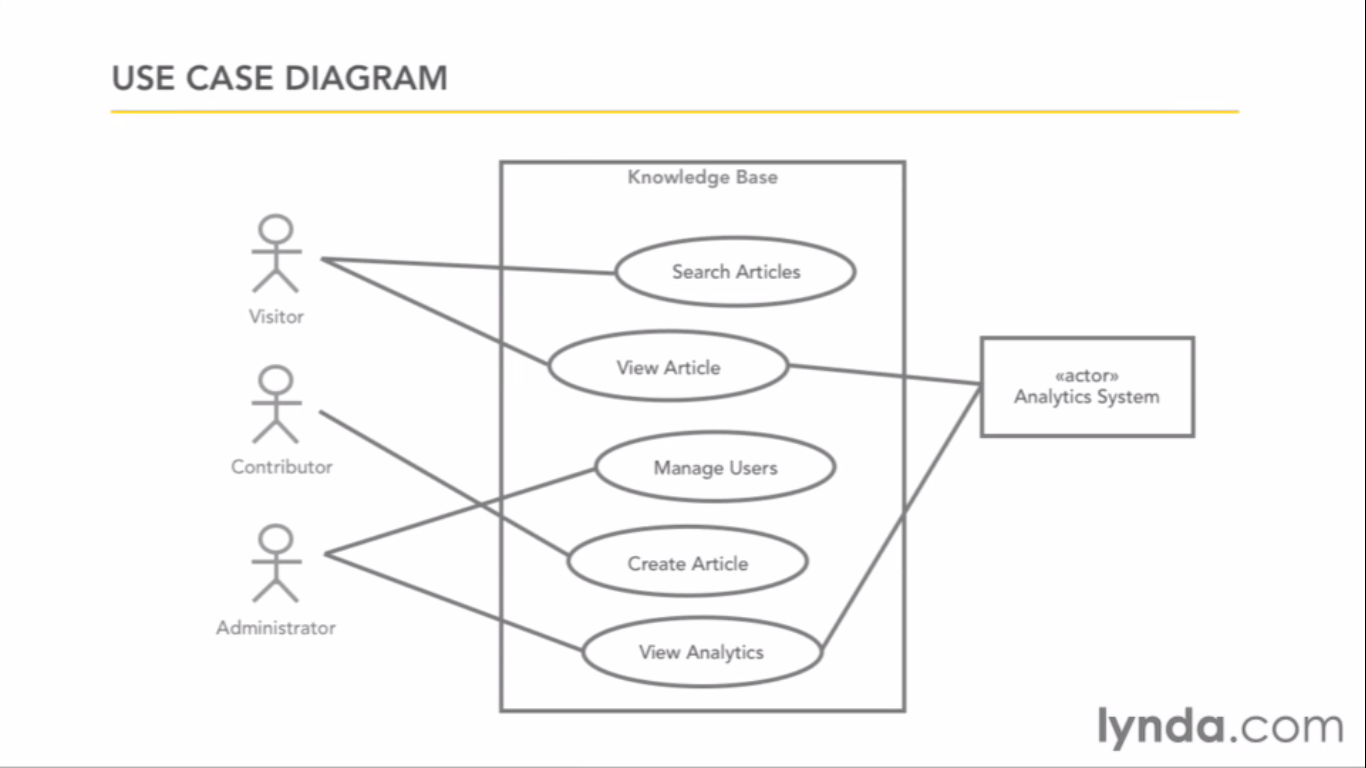 USE CASE DIAGRAM
Knowledge Base
Search Articles
Visitor
View Article
«actor»
Analytics System
Contributor
Manage Users
Create Article
Administrator
View Analytics
lynda.com